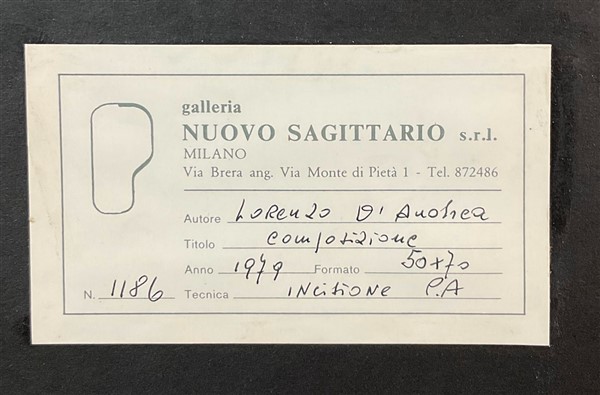 galleria
NUOVO SAGITTARIO s.r.l.
MILANO
Via Brera ang. Via Monte di Pietà 1 - Tel. 872486
Autore Lorenzo D'Andrea
Titolo composizione
Anno 1979 Formato 50x70
N. 1186 Tecnica incisione P.A